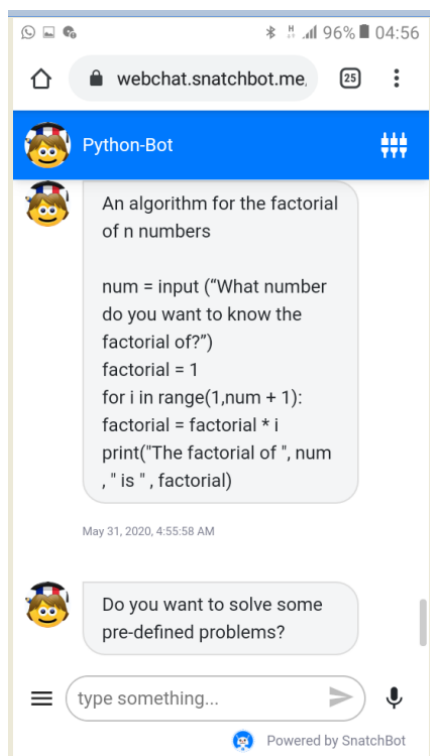 96% 04:56
webchat.snatchbot.me,
25
Python-Bot
An algorithm for the factorial
of n numbers
num = input (“What number
do you want to know the
factorial of?”)
factorial = 1
for i in range(1,num + 1):
factorial = factorial * i
print("The factorial of ", num
, " is " , factorial)
May 31, 2020, 4:55:58 AM
Do you want to solve some
pre-defined problems?
type something...
Powered by SnatchBot